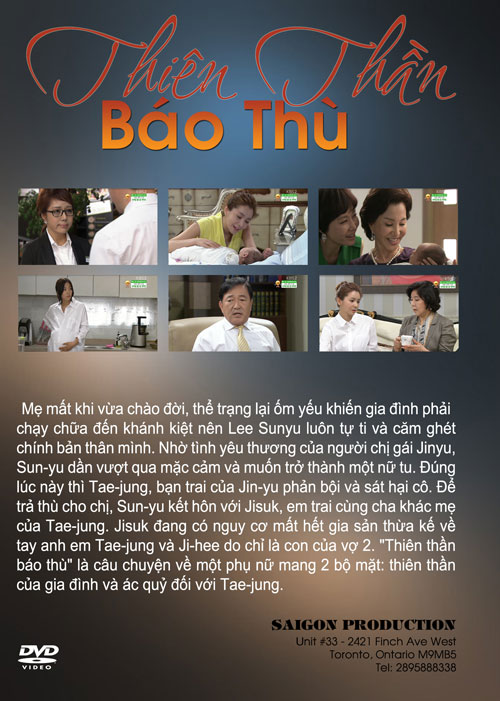 Thiên Thần
Báo Thù
Mẹ mất khi vừa chào đời, thể trạng lại ốm yếu khiến gia đình phải
chạy chữa đến khánh kiệt nên Lee Sunyu luôn tự ti và căm ghét
chính bản thân mình. Nhờ tình yêu thương của người chị gái Jinyu,
Sun-yu dần vượt qua mặc cảm và muốn trở thành một nữ tu. Đúng
lúc này thì Tae-jung, bạn trai của Jin-yu phản bội và sát hại cô. Để
trả thù cho chị, Sun-yu kết hôn với Jisuk, em trai cùng cha khác mẹ
của Tae-jung. Jisuk đang có nguy cơ mất hết gia sản thừa kế về
tay anh em Tae-jung và Ji-hee do chỉ là con của vợ 2. "Thiên thần
báo thù" là câu chuyện về một phụ nữ mang 2 bộ mặt: thiên thần
của gia đình và ác quỷ đối với Tae-jung.
SAIGON PRODUCTION
Unit #33 - 2421 Finch Ave West
Toronto, Ontario M9MB5
Tel: 2895888338
DVD
VIDEO